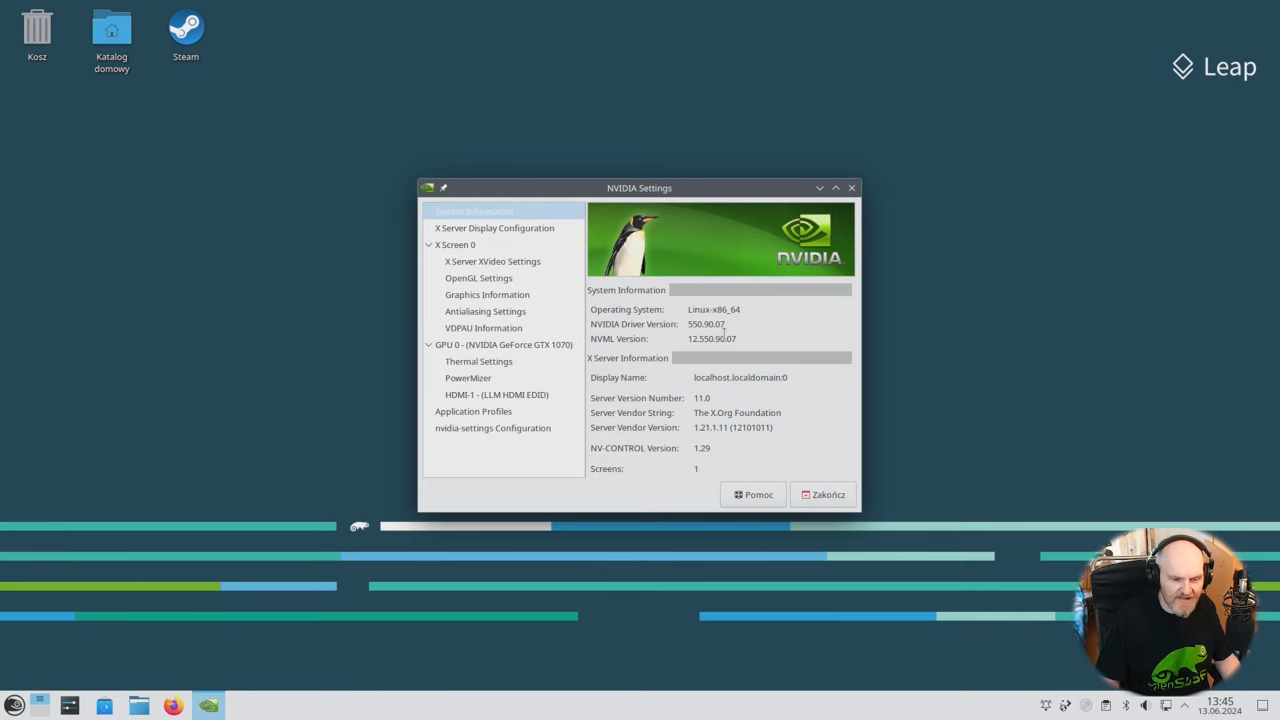 Kosz
Katalog
domowy
Steam
Leap
NVIDIA Settings
System Information
X Server Display Configuration
X Screen 0
X Server XVideo Settings
OpenGL Settings
Graphics Information
Antialiasing Settings
VDPAU Information
GPU 0 - (NVIDIA GeForce GTX 1070)
Thermal Settings
PowerMizer
HDMI-1 - (LLM HDMI EDID)
Application Profiles
nvidia-settings Configuration
NVIDIA.
System Information
Operating System: Linux-x86_64
NVIDIA Driver Version: 550.90.07
NVML Version: 12.550.90.07
X Server Information
Display Name: localhost.localdomain:0
Server Version Number: 11.0
Server Vendor String: The X.Org Foundation
Server Vendor Version: 1.21.1.11 (12101011)
NV-CONTROL Version: 1.29
Screens: 1
Pomoc
Zakończ
13:45
13.06.2024